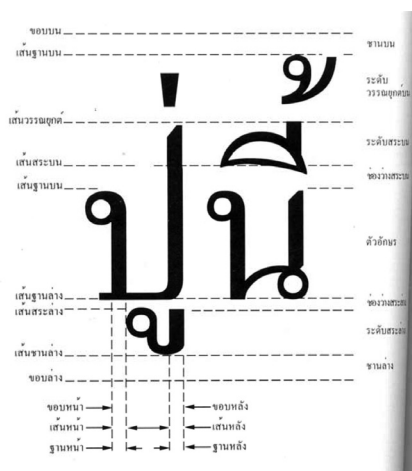 ขอบบน
ชานบน
เส้นฐานบน
ระดับ
วรรณยุกต์บน
เส้นวรรณยุกต์
ระดับสระบน
เส้นสระบน
ช่องว่างสระบน
เส้นฐานบน
ปู่นี้
ตัวอักษร
เส้นฐานล่าง
ช่องว่างสระล่าง
เส้นสระล่าง
ระดับสระล่าง
เส้นชานล่าง
ชานล่าง
ขอบล่าง
ขอบหน้า ขอบหลัง
เส้นหน้า เส้นหลัง
ฐานหน้า ฐานหลัง